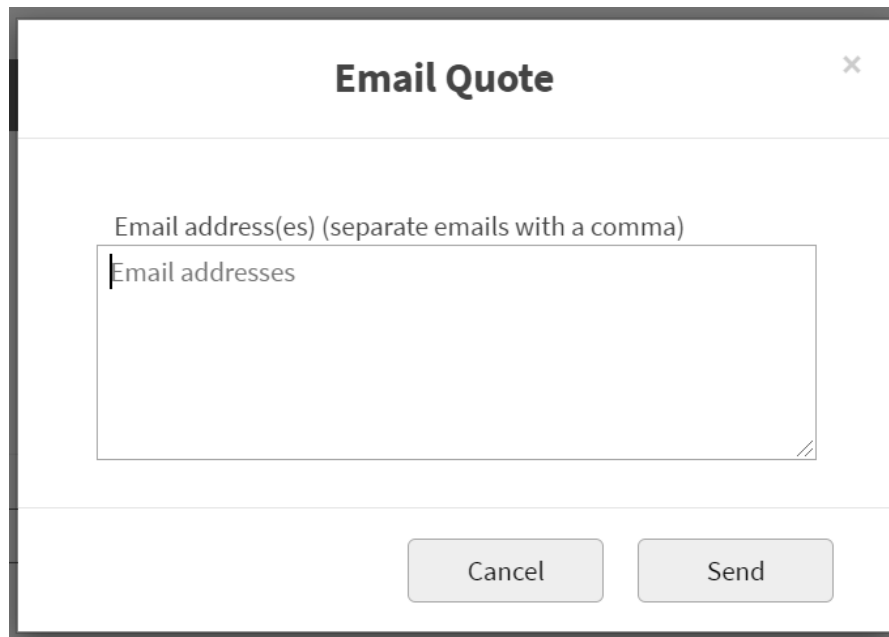 Email Quote
×
Email address(es) (separate emails with a comma)
Email addresses
Cancel Send